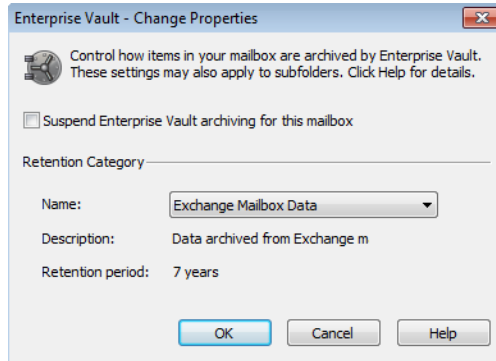 Enterprise Vault - Change Properties
Control how items in your mailbox are archived by Enterprise Vault.
These settings may also apply to subfolders. Click Help for details.
Suspend Enterprise Vault archiving for this mailbox
Retention Category
Name: Exchange Mailbox Data
Description: Data archived from Exchange m
Retention period: 7 years
OK Cancel Help